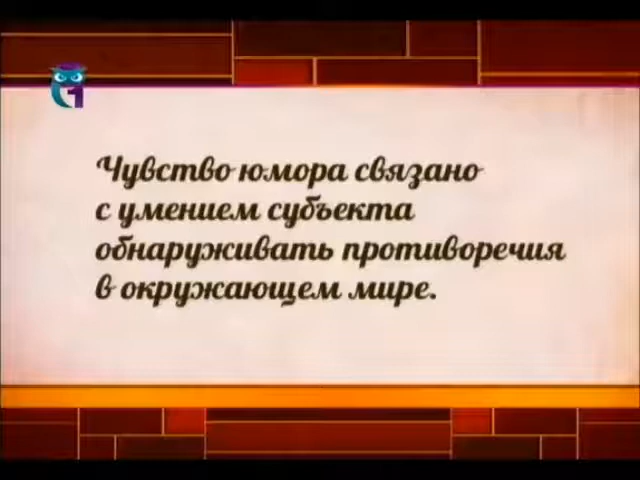 Чувство юмора связано
с умением субъекта
обнаруживать противоречия
в окружающем мире.